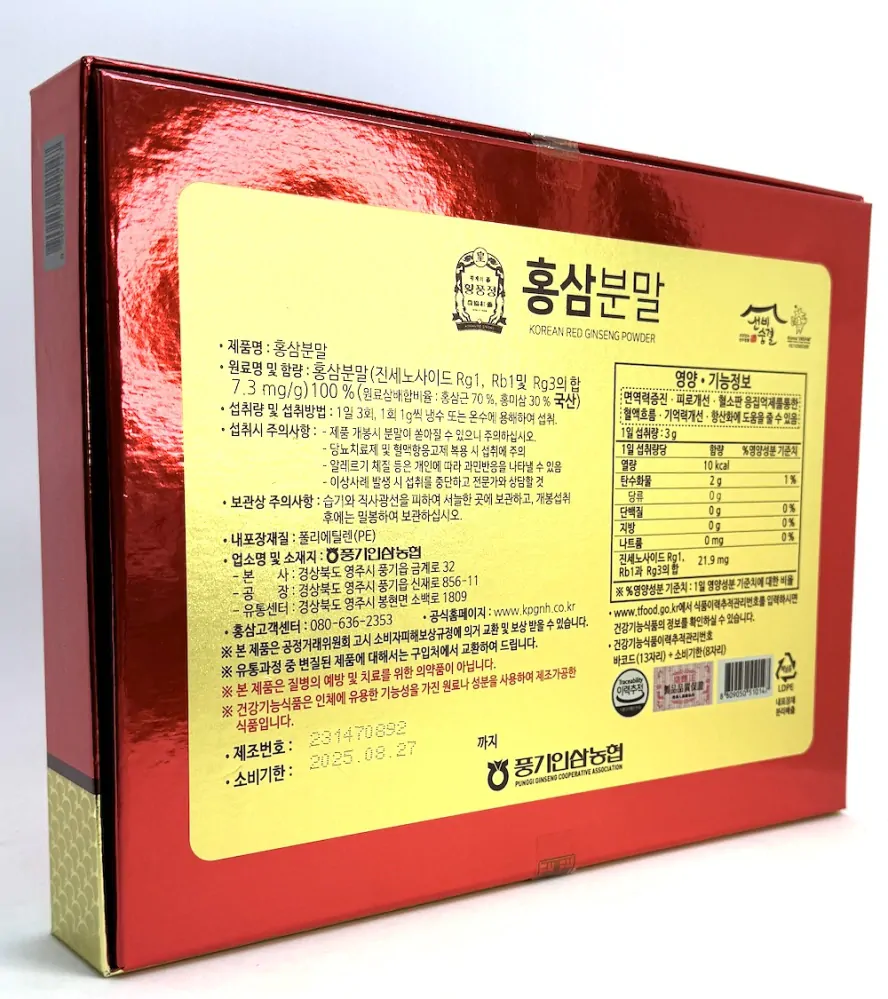 황풍정
홍삼분말
KOREAN RED GINSENG POWDER
선비숨결
• 제품명 : 홍삼분말
• 원료명 및 함량 : 홍삼분말(진세노사이드 Rg1, Rb1및 Rg3의 합
7.3 mg/g) 100 % (원료삼배합비율 : 홍삼근 70 %, 홍미삼 30 % 국산)
• 섭취량 및 섭취방법 : 1일 3회, 1회 1g씩 냉수 또는 온수에 용해하여 섭취.
• 섭취시 주의사항 : - 제품 개봉시 분말이 쏟아질 수 있으니 주의하십시오.
- 당뇨치료제 및 혈액항응고제 복용 시 섭취에 주의
- 알레르기 체질 등은 개인에 따라 과민반응을 나타낼 수 있음
- 이상사례 발생 시 섭취를 중단하고 전문가와 상담할 것
• 보관상 주의사항 : 습기와 직사광선을 피하여 서늘한 곳에 보관하고, 개봉섭취
후에는 밀봉하여 보관하십시오.
• 내포장재질 : 폴리에틸렌(PE)
• 업소명 및 소재지 : 풍기인삼농협
- 본 사 : 경상북도 영주시 풍기읍 금계로 32
- 공 장 : 경상북도 영주시 풍기읍 신재로 856-11
- 유통센터 : 경상북도 영주시 봉현면 소백로 1809
• 홍삼고객센터 : 080-636-2353 • 공식홈페이지 : www.kpgnh.co.kr
※ 본 제품은 공정거래위원회 고시 소비자피해보상규정에 의거 교환 및 보상 받을 수 있습니다.
※ 유통과정 중 변질된 제품에 대해서는 구입처에서 교환하여 드립니다.
※ 본 제품은 질병의 예방 및 치료를 위한 의약품이 아닙니다.
※ 건강기능식품은 인체에 유용한 기능성을 가진 원료나 성분을 사용하여 제조가공한
식품입니다.
• 제조번호 : 231470892
• 소비기한 : 2025.08.27 까지
풍기인삼농협
PUNGGI GINSENG COOPERATIVE ASSOCIATION
영양 • 기능정보
면역력증진 · 피로개선 · 혈소판 응집억제를통한
혈액흐름 · 기억력개선 · 항산화에 도움을 줄 수 있음
1일 섭취량 : 3 g
1일 섭취량당 함량 %영양성분 기준치
열량 10 kcal
탄수화물 2 g 1 %
당류 0 g
단백질 0 g 0 %
지방 0 g 0 %
나트륨 0 mg 0 %
진세노사이드 Rg1, 21.9 mg
Rb1과 Rg3의 합
※ %영양성분 기준치 : 1일 영양성분 기준치에 대한 비율
• www.tfood.go.kr에서 식품이력추적관리번호를 입력하시면
건강기능식품의 정보를 확인하실 수 있습니다.
• 건강기능식품이력추적관리번호
바코드 (13자리) + 소비기한(8자리)
Traceability
이력추적
비닐류
LDPE
내포장재
분리배출